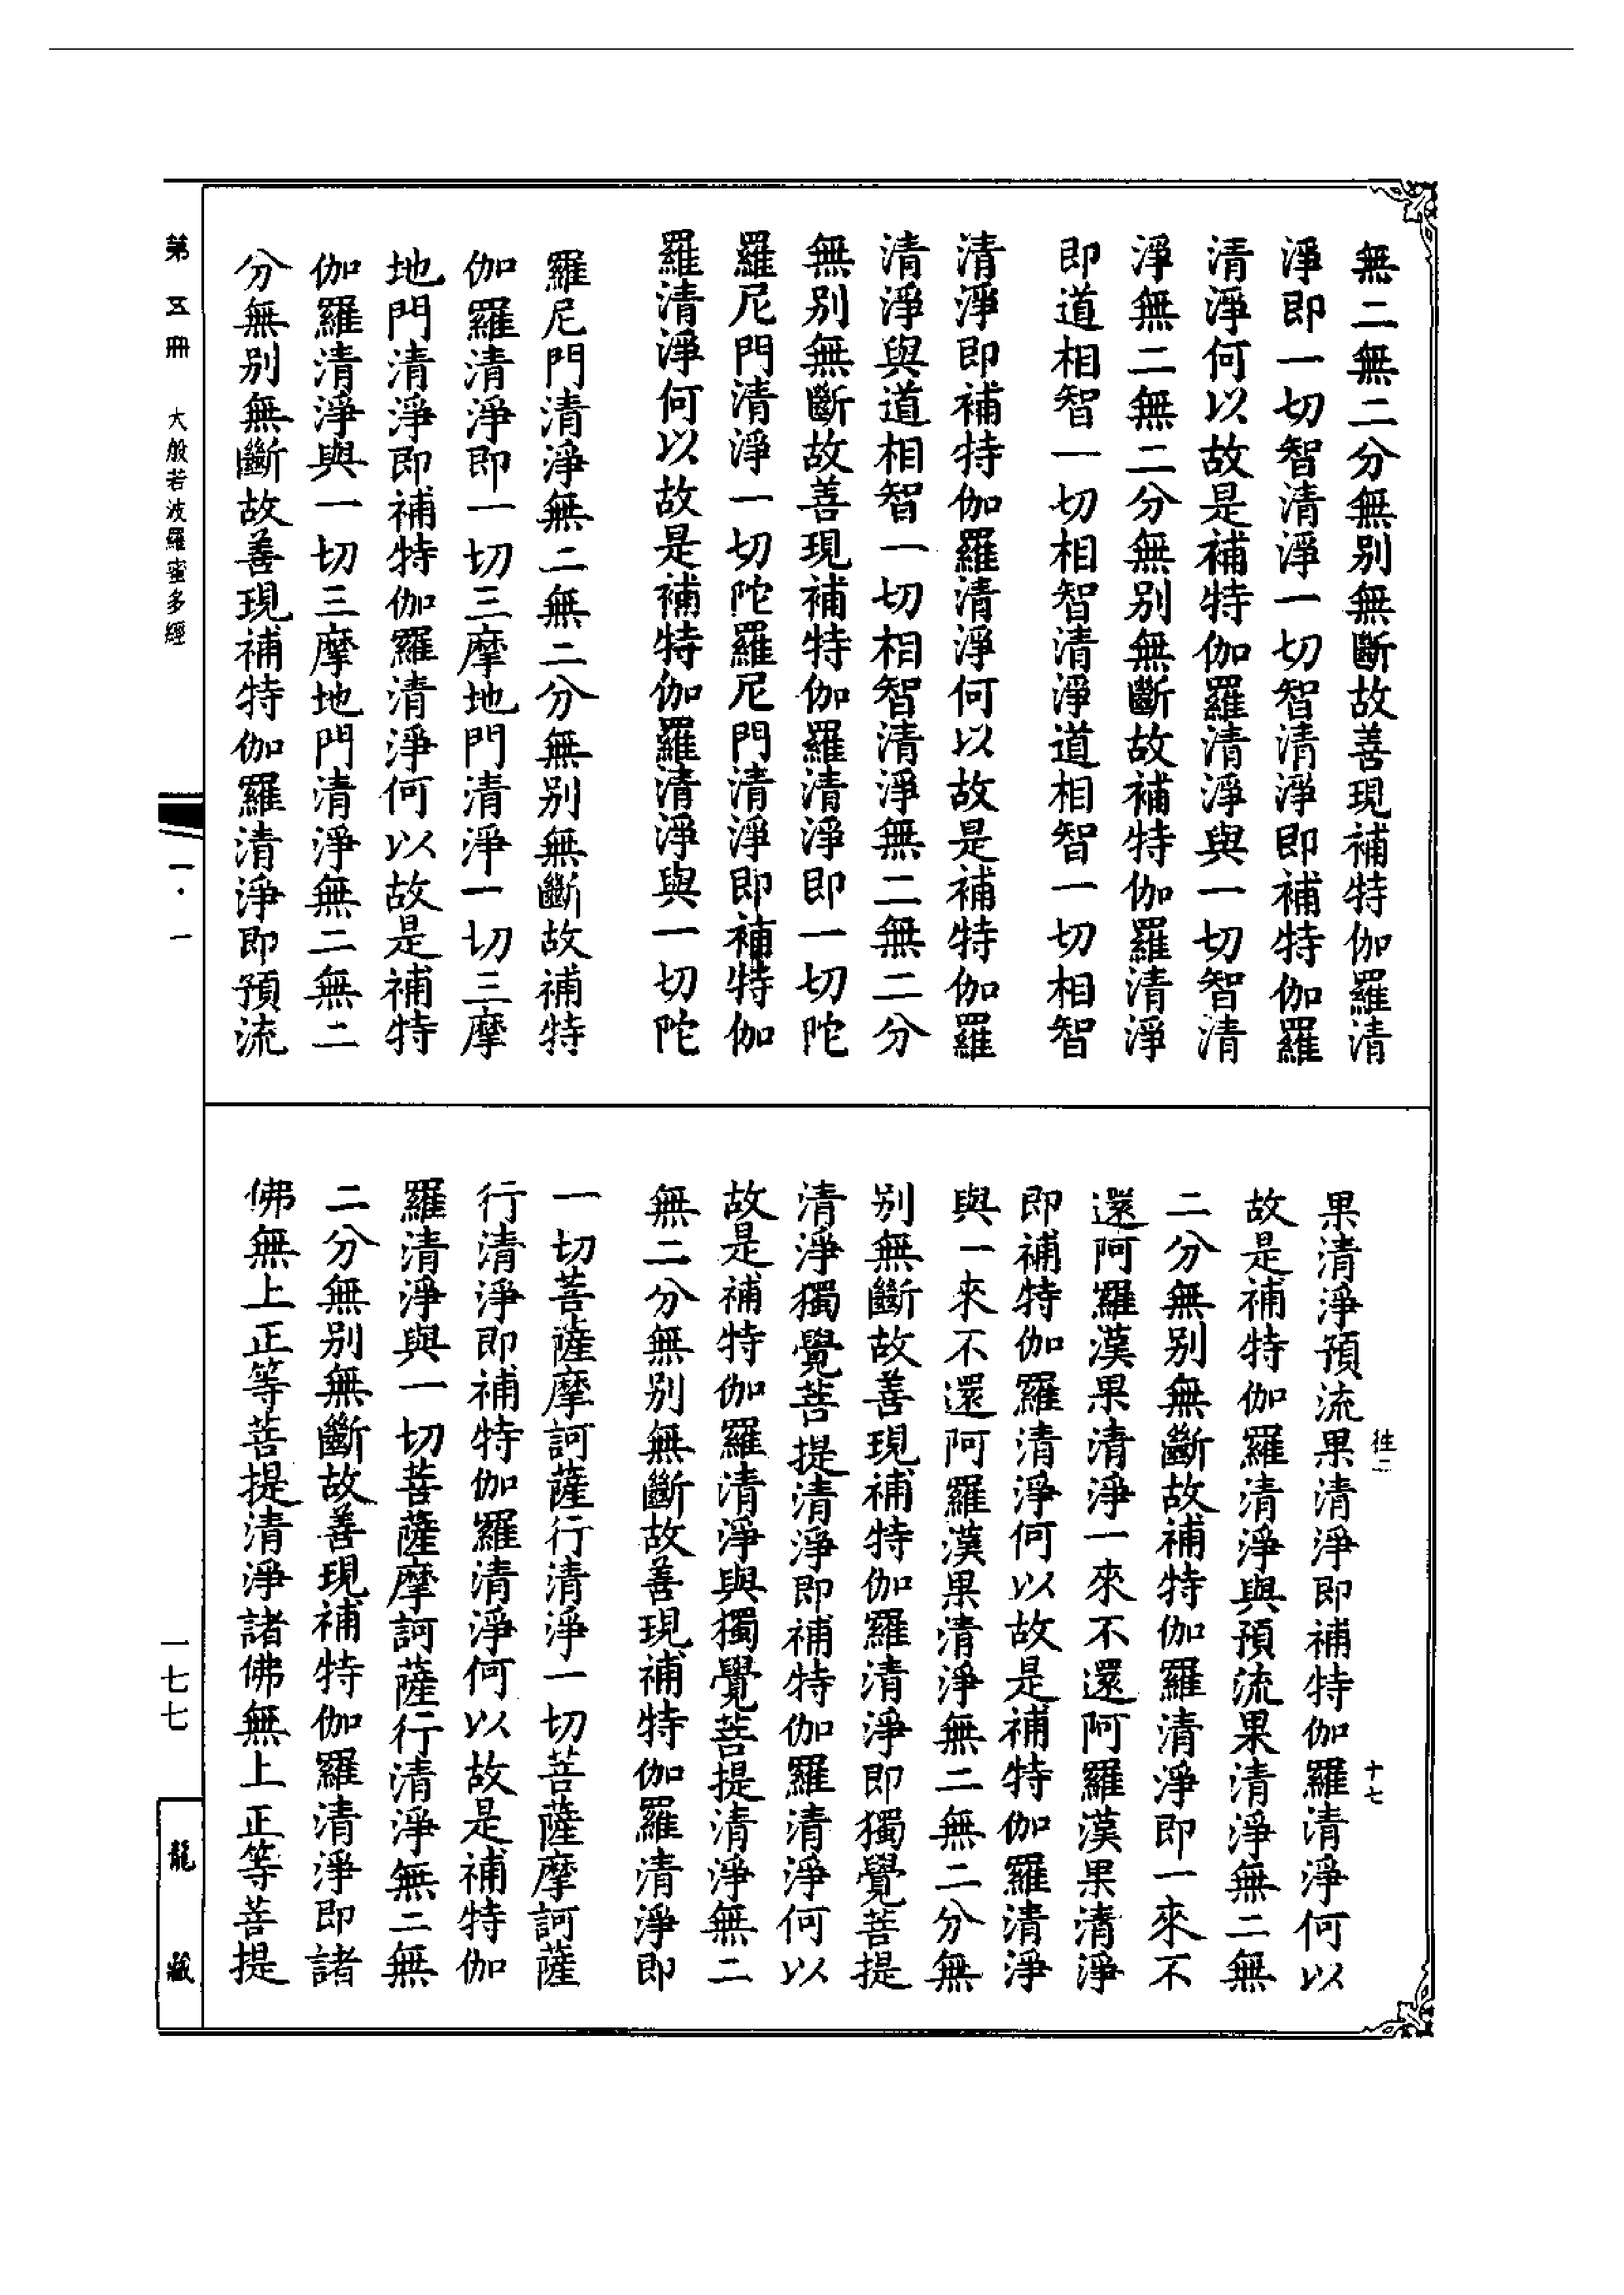 無二無二分無别無斷故善現補特伽羅清
淨即一切智清淨一切智清淨即補特伽羅
清淨何以故是補特伽羅清淨與一切智清
淨無二無二分無别無斷故補特伽羅清淨
即道相智一切相智清淨道相智一切相智
清淨即補特伽羅清淨何以故是補特伽羅
清淨與道相智一切相智清淨無二無二分
無别無斷故善現補特伽羅清淨即一切陀
羅尼門清淨一切陀羅尼門清淨即補特伽
羅清淨何以故是補特伽羅清淨與一切陀
羅尼門清淨無二無二分無别無斷故補特
伽羅清淨即一切三摩地門清淨一切三摩
地門清淨即補特伽羅清淨何以故是補特
伽羅清淨與一切三摩地門清淨無二無二
分無别無斷故善現補特伽羅清淨即預流
徃二 十七
果清淨預流果清淨即補特伽羅清淨何以
故是補特伽羅清淨與預流果清淨無二無
二分無别無斷故補特伽羅清淨即一來不
還阿羅漢果清淨一來不還阿羅漢果清淨
即補特伽羅清淨何以故是補特伽羅清淨
與一來不還阿羅漢果清淨無二無二分無
别無斷故善現補特伽羅清淨即獨覺菩提
清淨獨覺菩提清淨即補特伽羅清淨何以
故是補特伽羅清淨與獨覺菩提清淨無二
無二分無别無斷故善現補特伽羅清淨即
一切菩薩摩訶薩行清淨一切菩薩摩訶薩
行清淨即補特伽羅清淨何以故是補特伽
羅清淨與一切菩薩摩訶薩行清淨無二無
二分無别無斷故善現補特伽羅清淨即諸
佛無上正等菩提清淨諸佛無上正等菩提
第五冊 大般若波羅蜜多經 一·一 一七七 龍藏